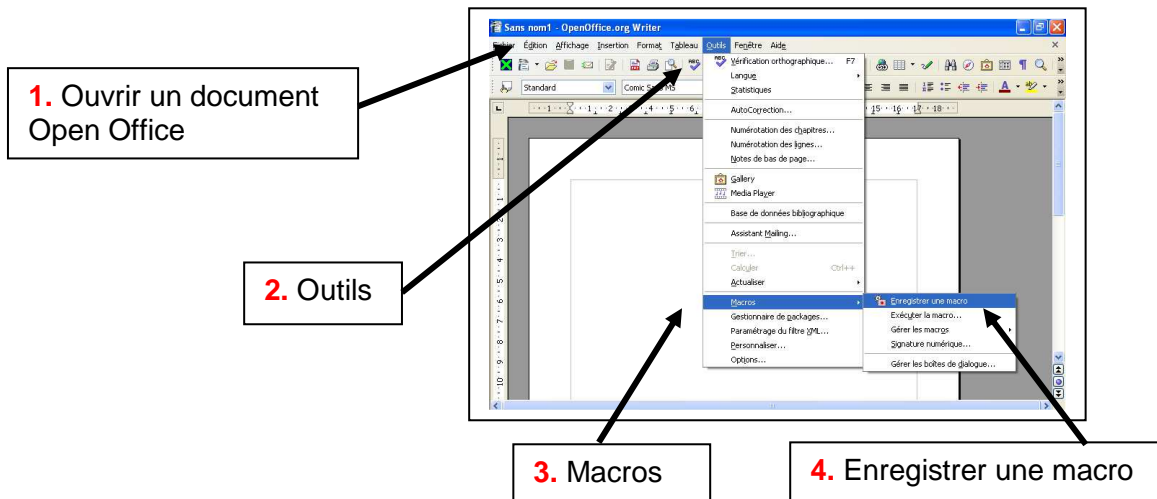 Sans nom1 - OpenOffice.org Writer
Édition Affichage Insertion Format Tableau Outils Fenêtre Aide
Standard
Comic Sans MS
Vérification orthographique... F7
Langue
Statistiques
AutoCorrection...
Numérotation des chapitres...
Numérotation des lignes...
Notes de bas de page...
Gallery
Media Player
Base de données bibliographique
Assistant Mailing...
Trier...
Calculer Ctrl++
Actualiser
Macros
Gestionnaire de packages...
Paramétrage du filtre XML...
Personnaliser...
Options...
Enregistrer une macro
Exécuter la macro...
Gérer les macros
Signature numérique...
Gérer les boîtes de dialogue...
1. Ouvrir un document
Open Office
2. Outils
3. Macros
4. Enregistrer une macro